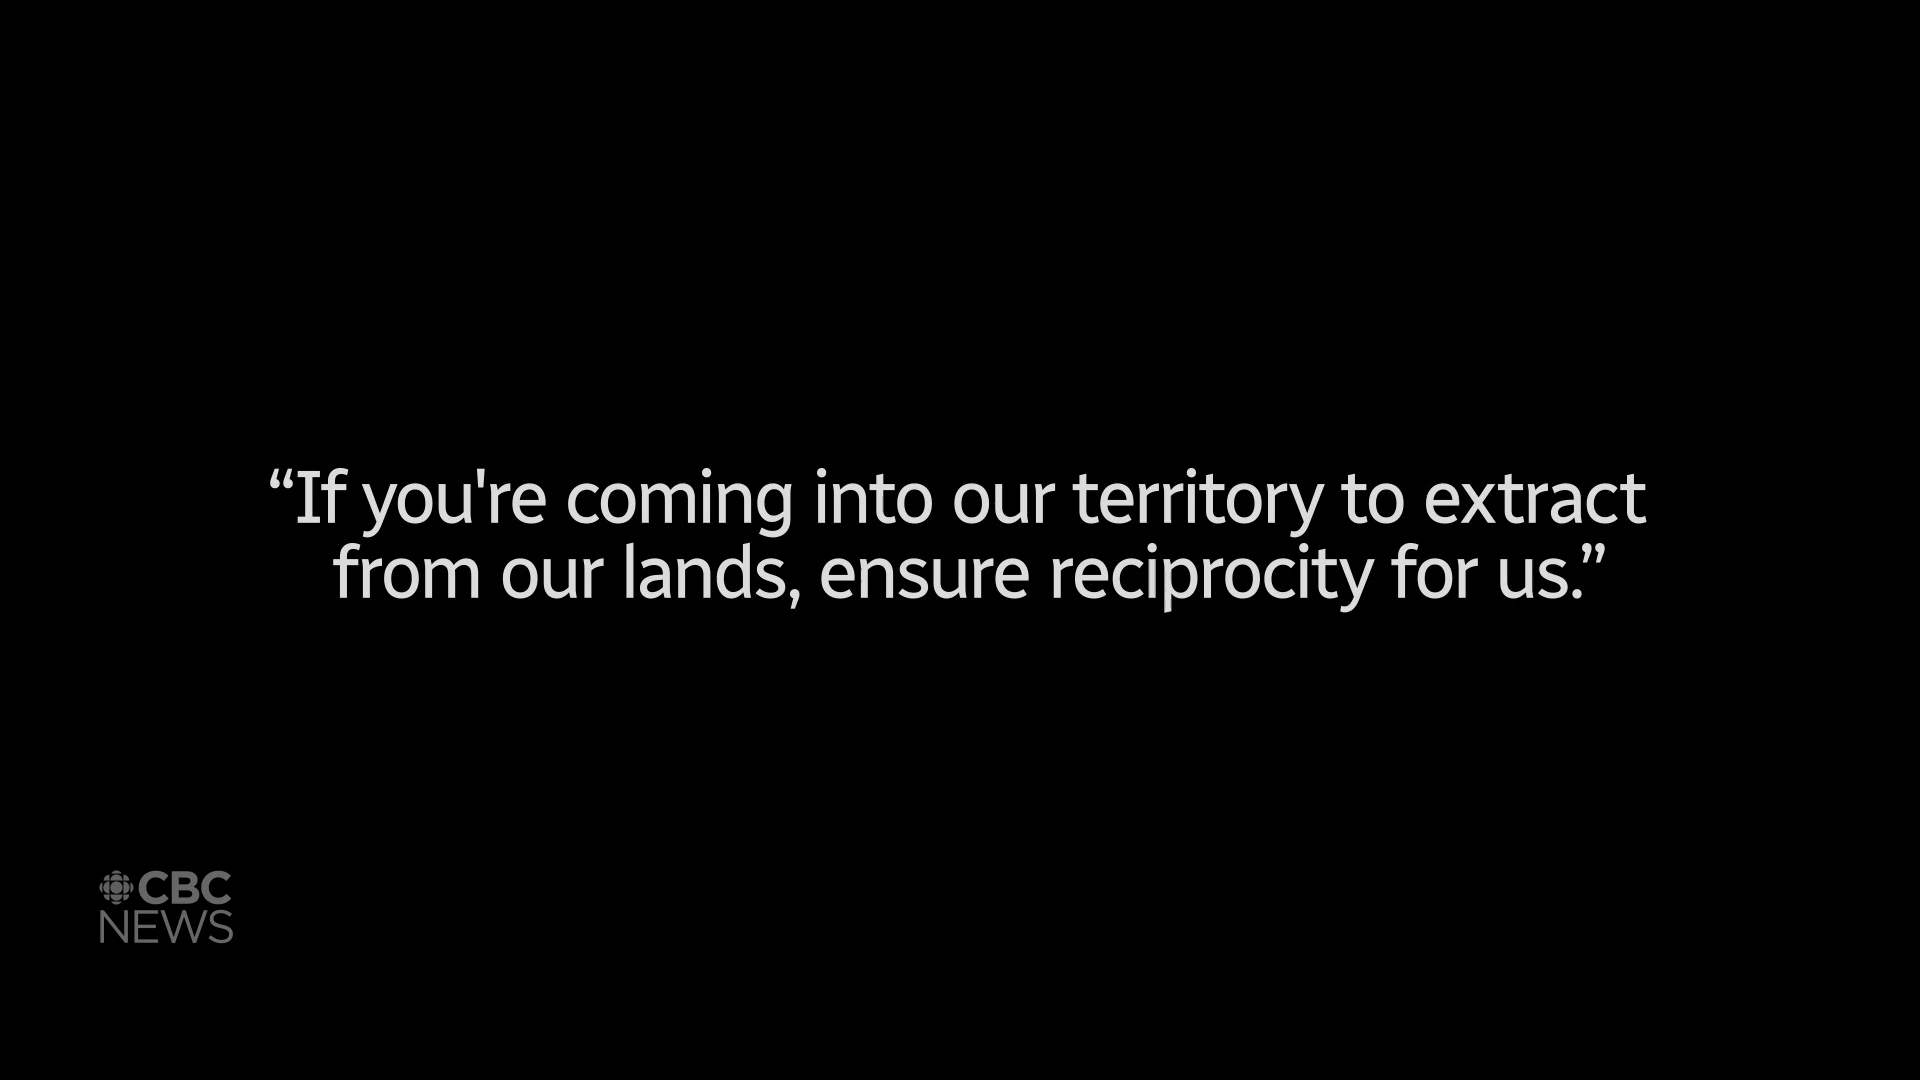 “If you're coming into our territory to extract
from our lands, ensure reciprocity for us.”
CBC
NEWS